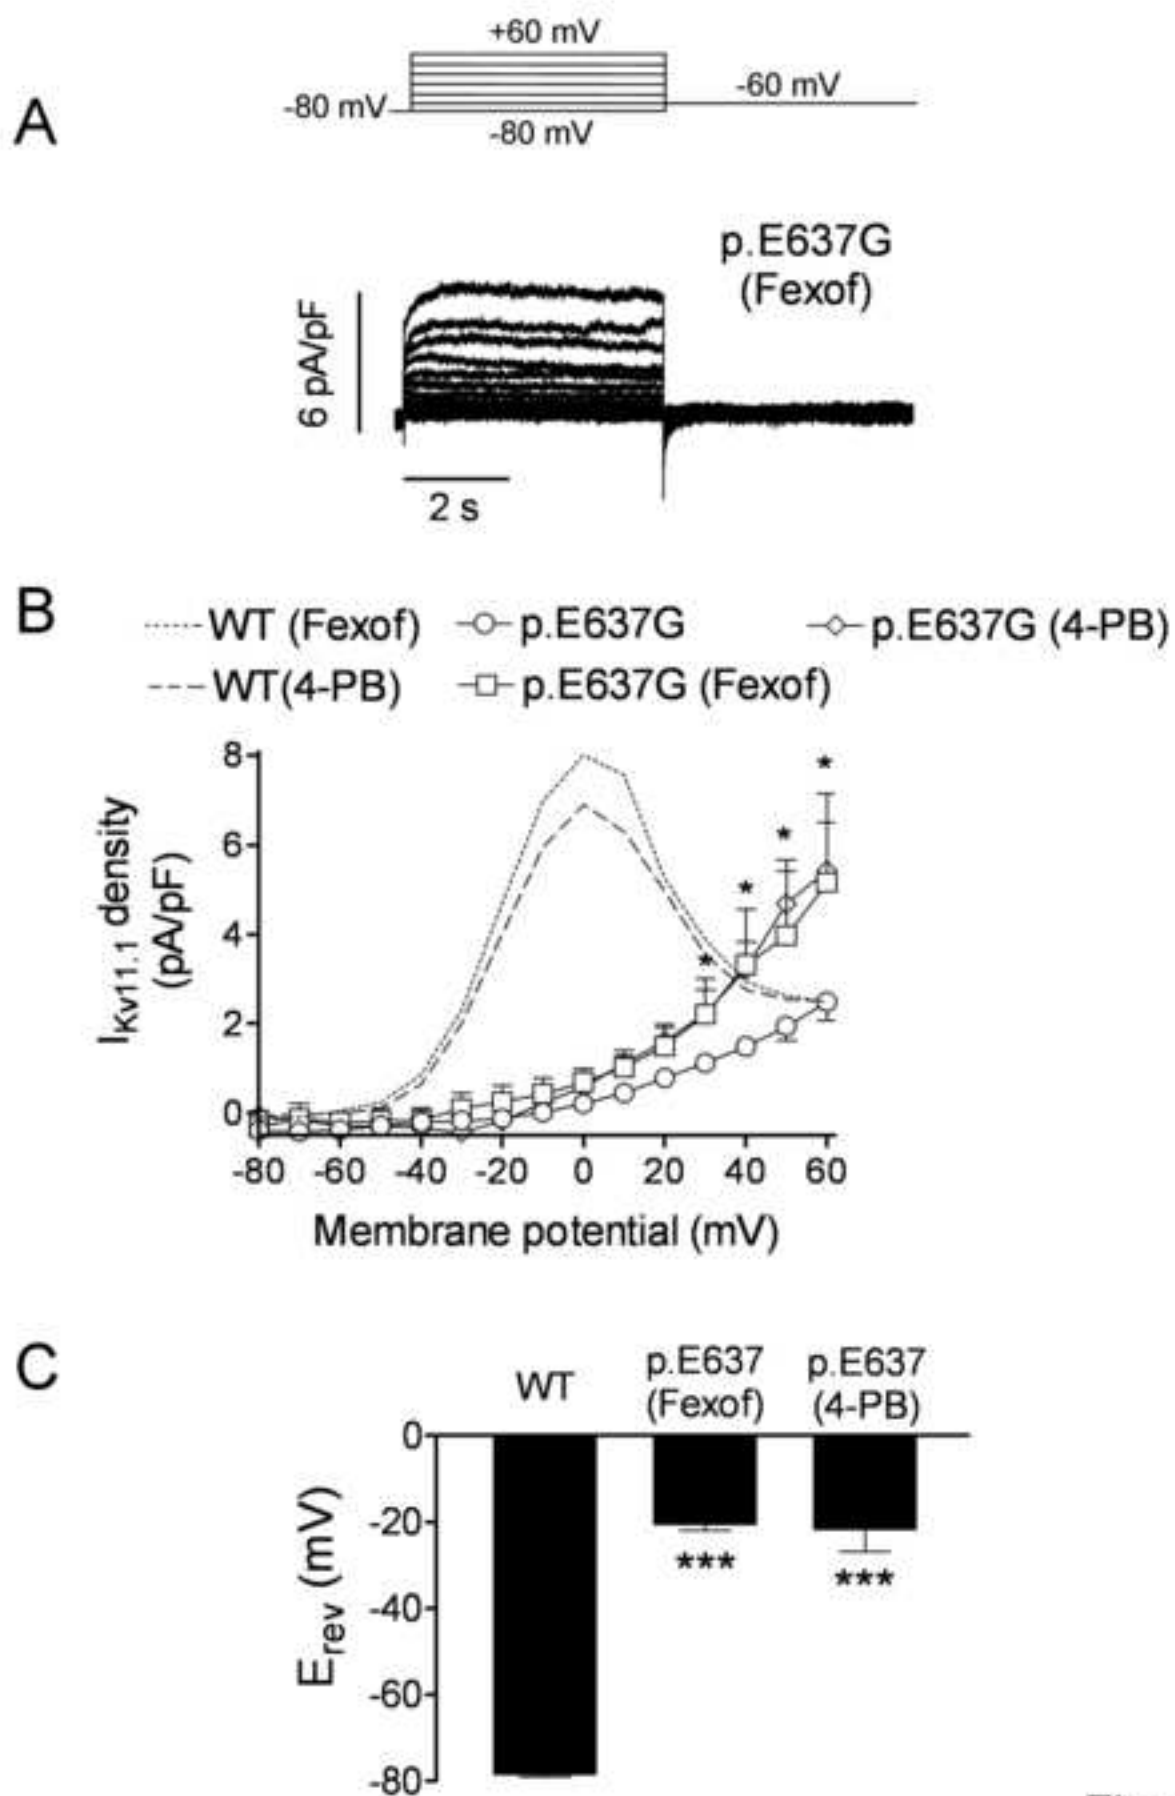 A
+60 mV
-80 mV
-60 mV
-80 mV
p.E637G
(Fexof)
6 pA/pF
2 s
B
WT (Fexof)
p.E637G
p.E637G (4-PB)
WT(4-PB)
p.E637G (Fexof)
IKv11.1 density
(pA/pF)
8
6
4
2
0
*
*
*
*
-80 -60 -40 -20 0 20 40 60
Membrane potential (mV)
C
WT
p.E637
(Fexof)
p.E637
(4-PB)
Erev (mV)
0
-20
-40
-60
-80
***
***